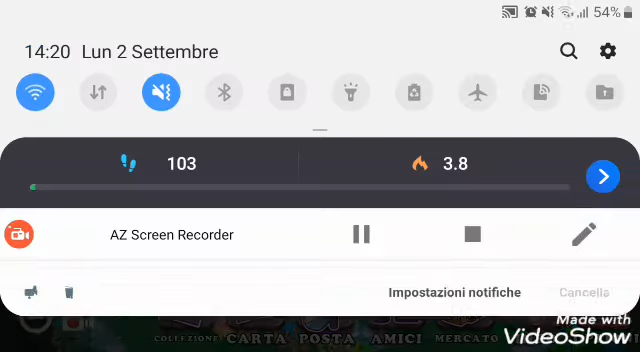 54%
14:20 Lun 2 Settembre
103 3.8
AZ Screen Recorder
Impostazioni notifiche Cancella
Made with
VideoShow
COLLEZIONE CARTA POSTA AMICI MERCATO